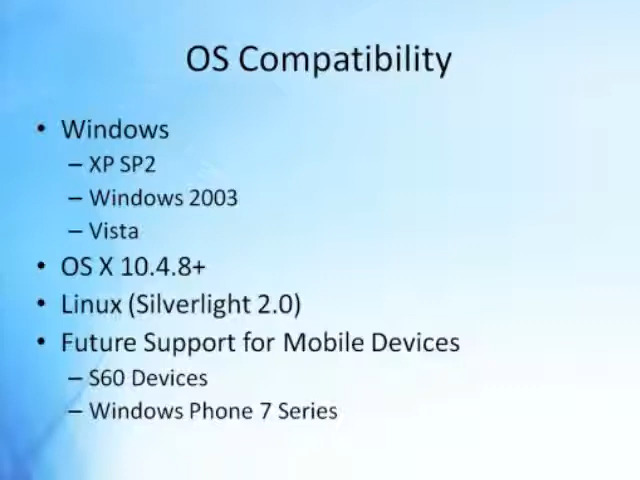 OS Compatibility
• Windows
– XP SP2
– Windows 2003
– Vista
• OS X 10.4.8+
• Linux (Silverlight 2.0)
• Future Support for Mobile Devices
– S60 Devices
– Windows Phone 7 Series